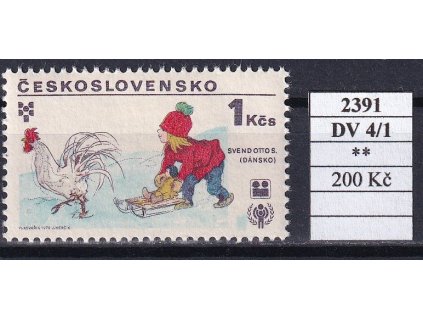 ČESKOSLOVENSKO
1 Kčs
SVEND OTTO S.
(DÁNSKO)
2391
DV 4/1
**
200 Kč